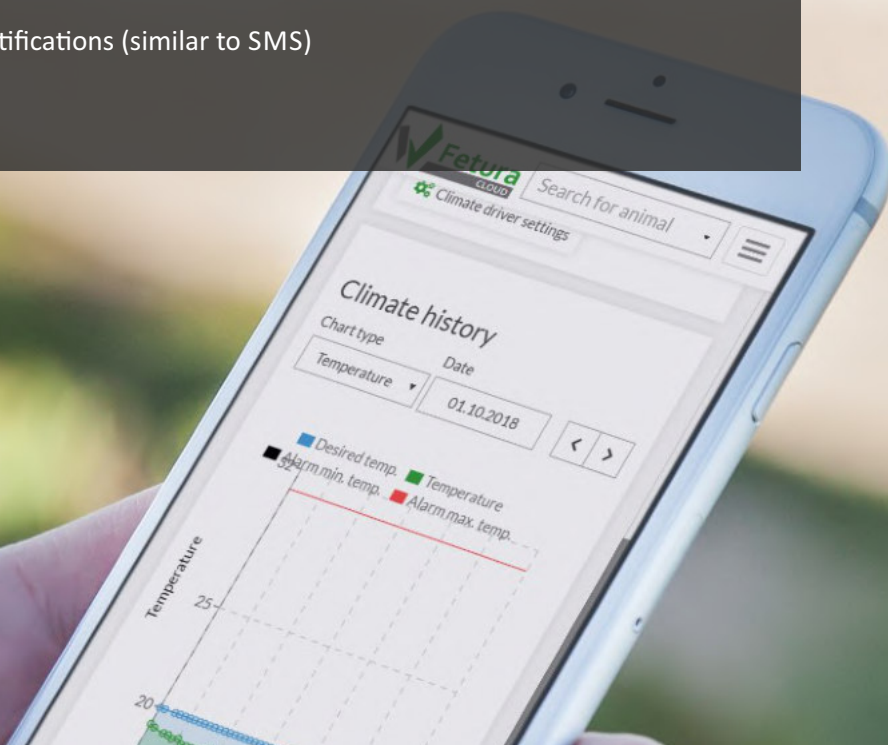 tifications (similar to SMS)
Fetura
CLOUD
Search for animal
Climate driver settings
Climate history
Chart type
Date
Temperature
01.10.2018
Desired temp.
Temperature
Alarm min. temp.
Alarm max. temp.
32
Temperature
25
20